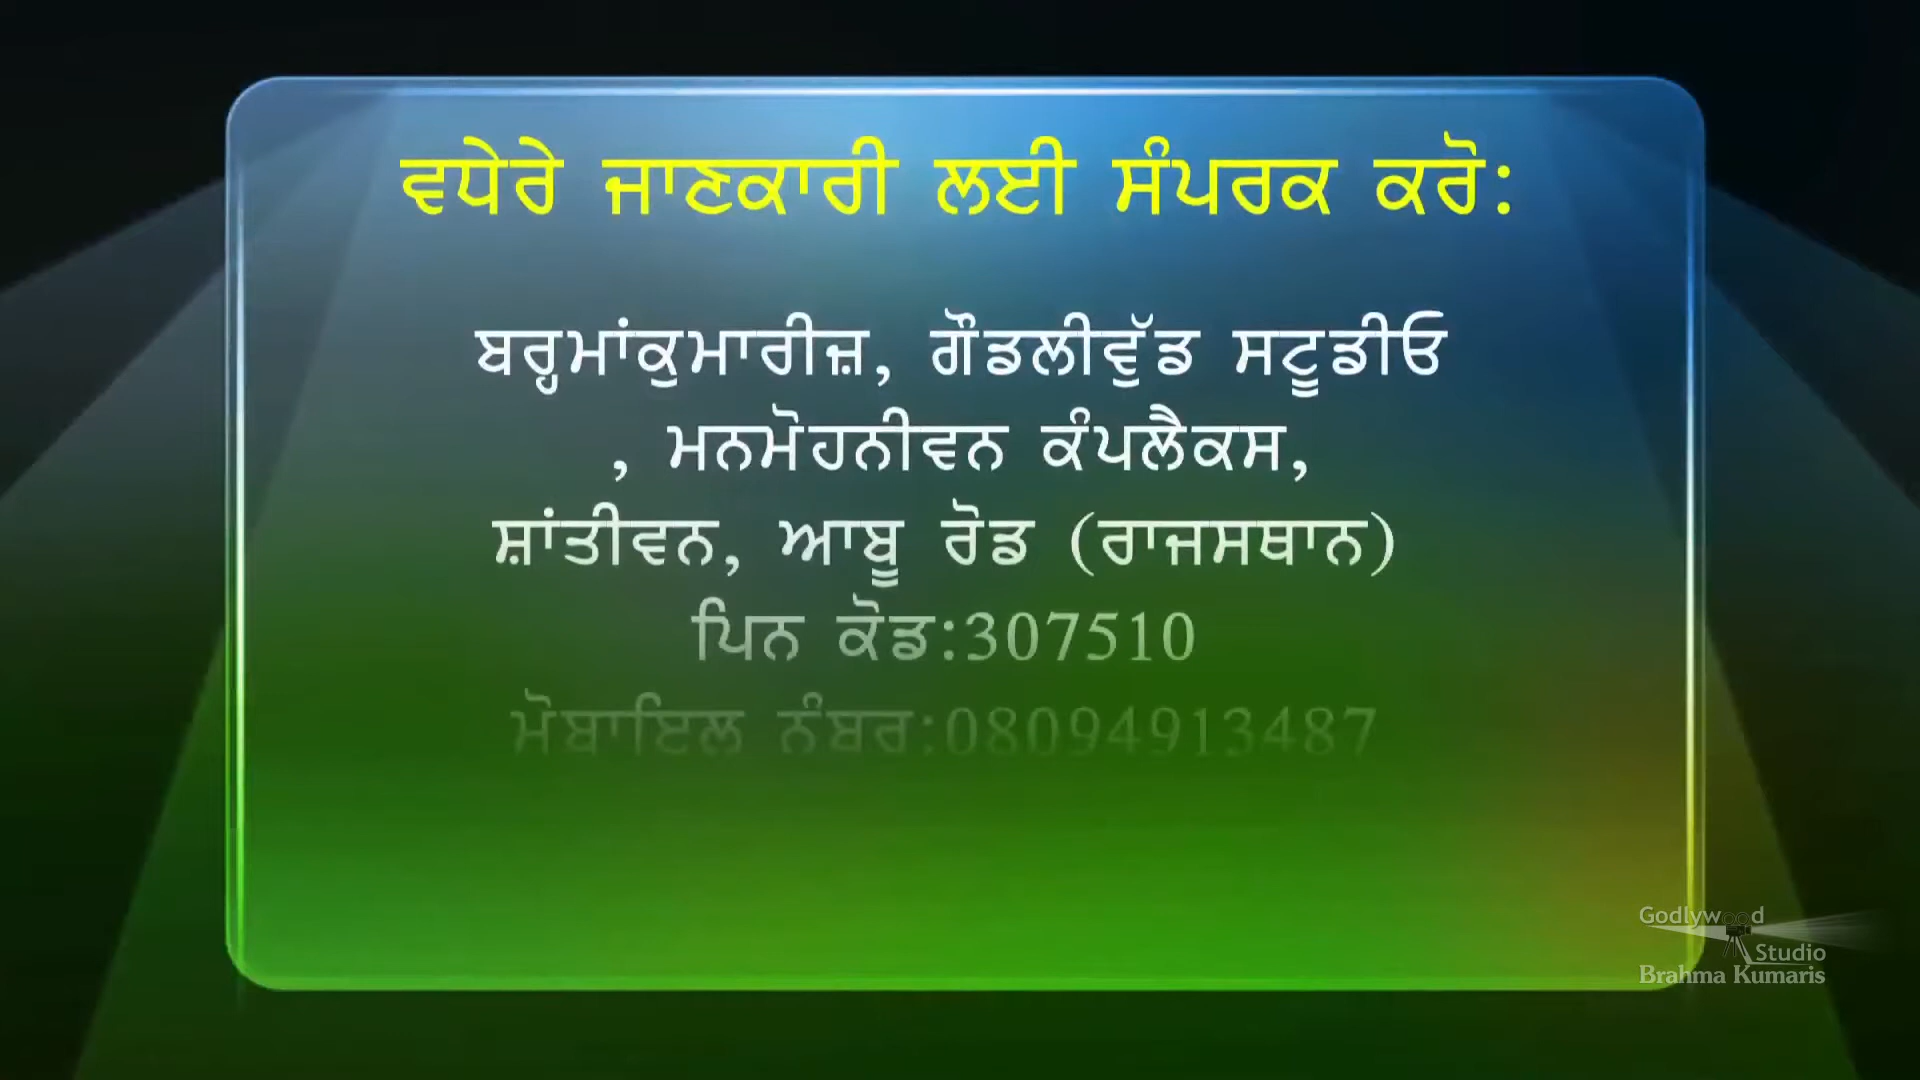 ਵਧੇਰੇ ਜਾਣਕਾਰੀ ਲਈ ਸੰਪਰਕ ਕਰੋ:
ਬਰ੍ਹਮਾਂਕੁਮਾਰੀਜ਼, ਗੌਡਲੀਵੁੱਡ ਸਟੂਡੀਓ
, ਮਨਮੋਹਨੀਵਨ ਕੰਪਲੈਕਸ,
ਸ਼ਾਂਤੀਵਨ, ਆਬੂ ਰੋਡ (ਰਾਜਸਥਾਨ)
ਪਿਨ ਕੋਡ:307510
ਮੋਬਾਇਲ ਨੰਬਰ:08094913487
Godlywood
Studio
Brahma Kumaris